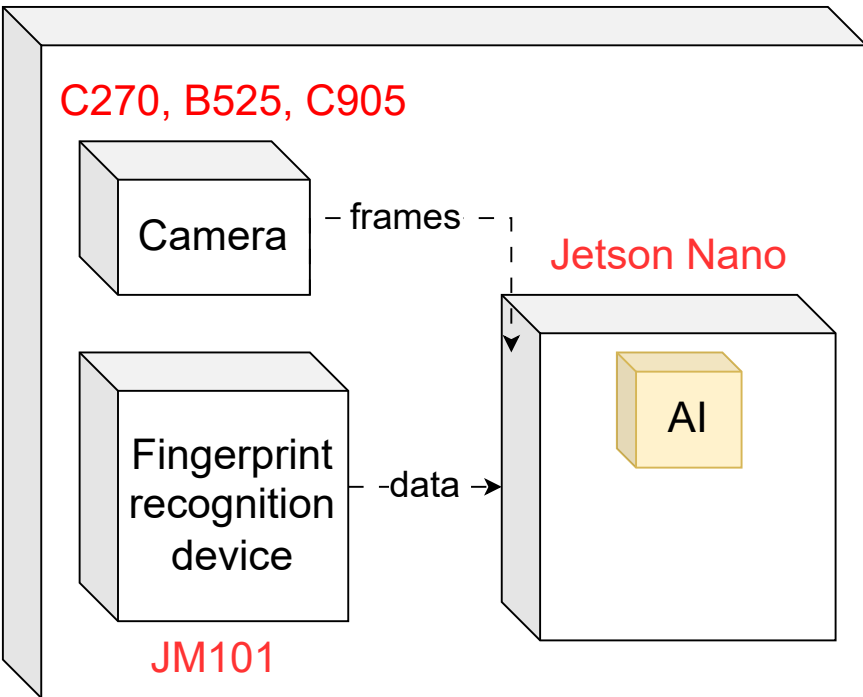 C270, B525, C905
Camera
frames
Jetson Nano
AI
Fingerprint
recognition
device
data
JM101